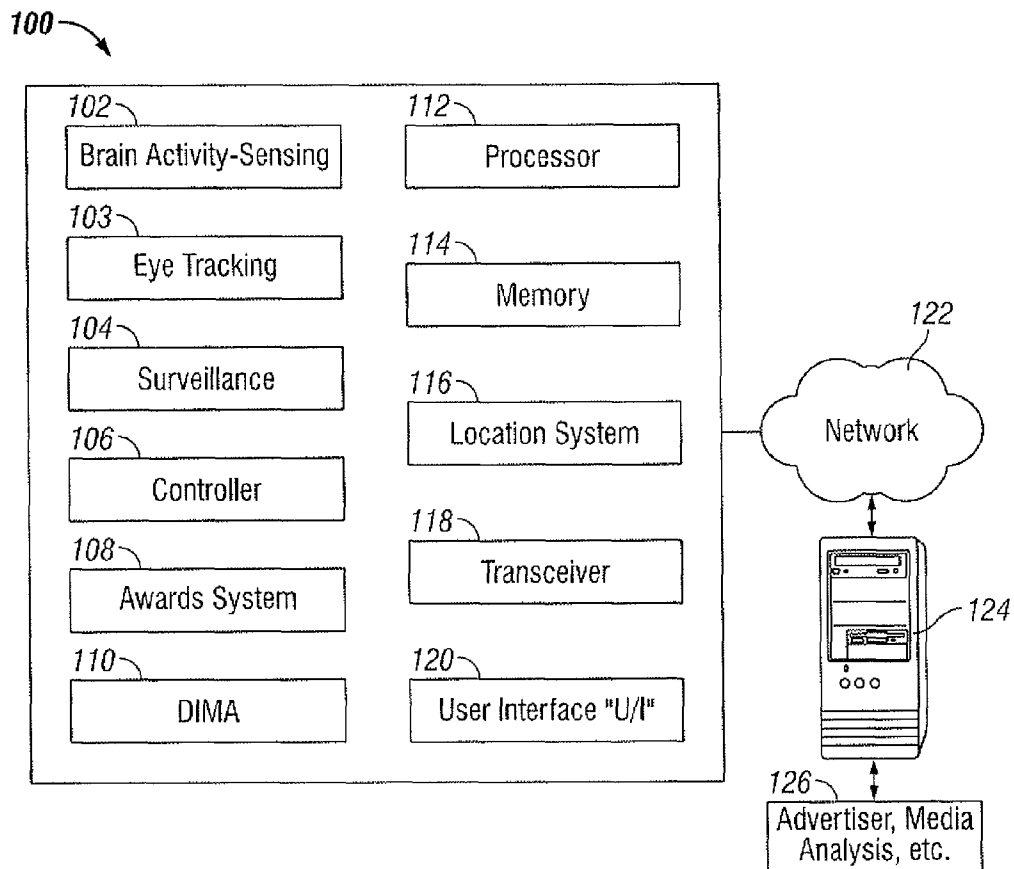 100
102
Brain Activity-Sensing
103
Eye Tracking
104
Surveillance
106
Controller
108
Awards System
110
DIMA
112
Processor
114
Memory
116
Location System
118
Transceiver
120
User Interface "U/I"
122
Network
124
126
Advertiser, Media
Analysis, etc.